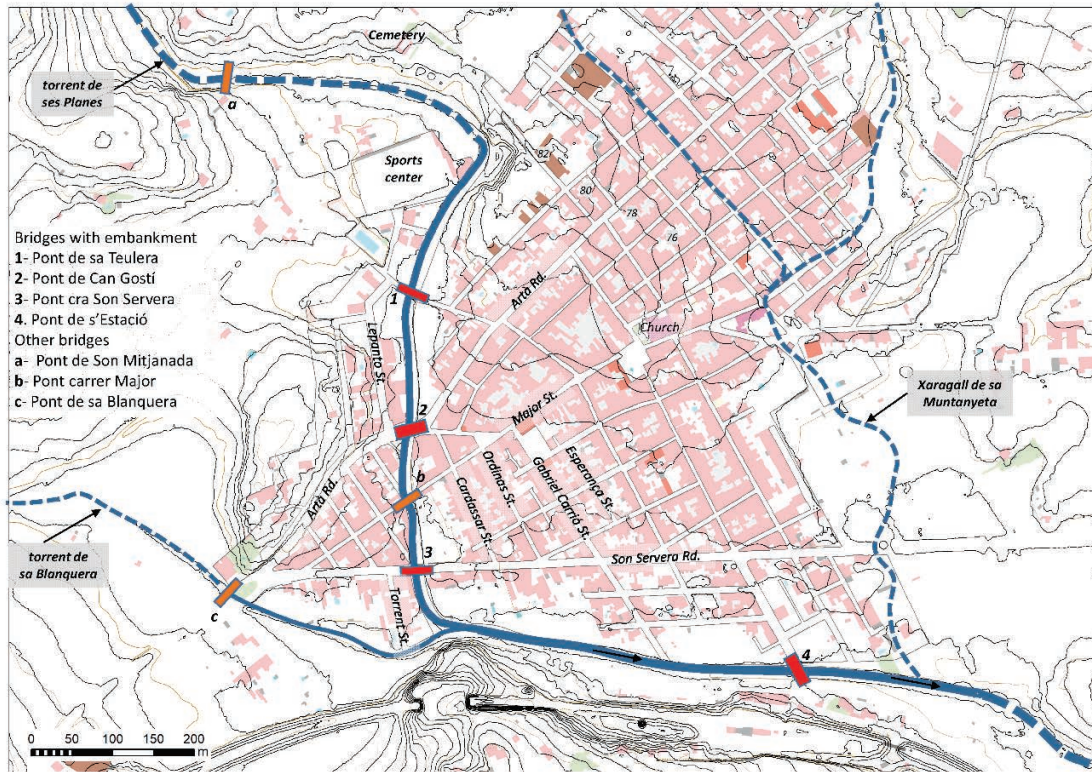 Cemetery
torrent de
ses Planes
a
Sports
center
82
80
78
76
Bridges with embankment
1- Pont de sa Teulera
2- Pont de Can Gostí
3- Pont cra Son Servera
4. Pont de s’Estació
Other bridges
a- Pont de Son Mitjanada
b- Pont carrer Major
c- Pont de sa Blanquera
1
Artà Rd.
Lepanto St.
Church
Xaragall de sa
Muntanyeta
2
Major St.
b
Artà Rd.
Ordinas St.
Cardassar St.
Gabriel Carrió St.
Esperança St.
torrent de
sa Blanquera
3
Son Servera Rd.
c
Torrent St.
4
0 50 100 150 200
m